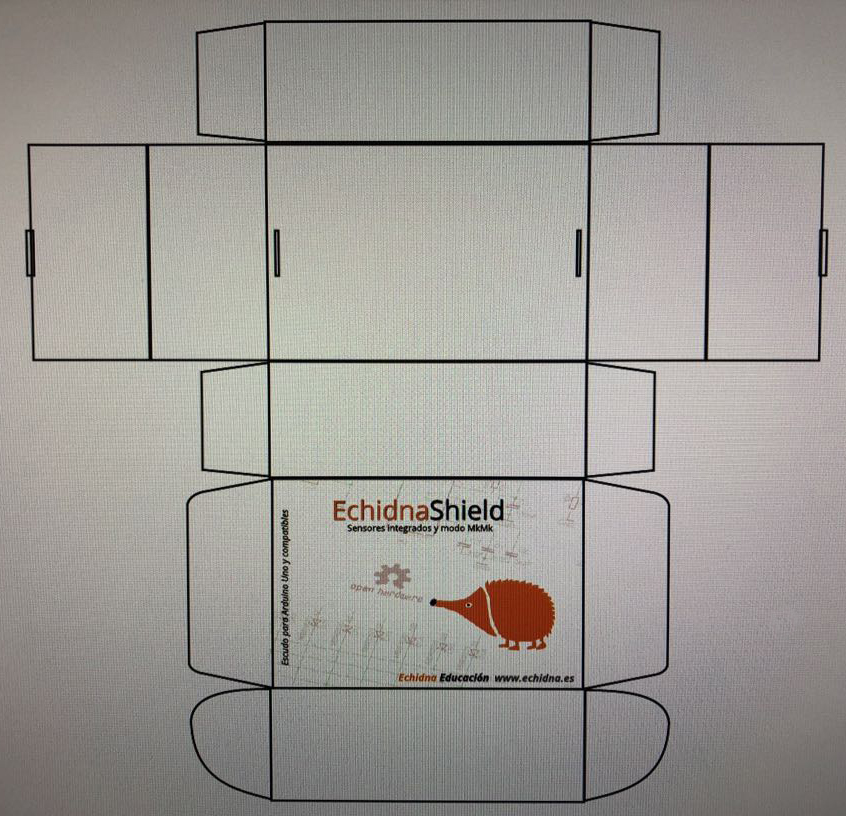 EchidnaShield
Sensores integrados y modo MkMk
Escudo para Arduino Uno y compatibles
open hardware
Echidna Educación www.echidna.es